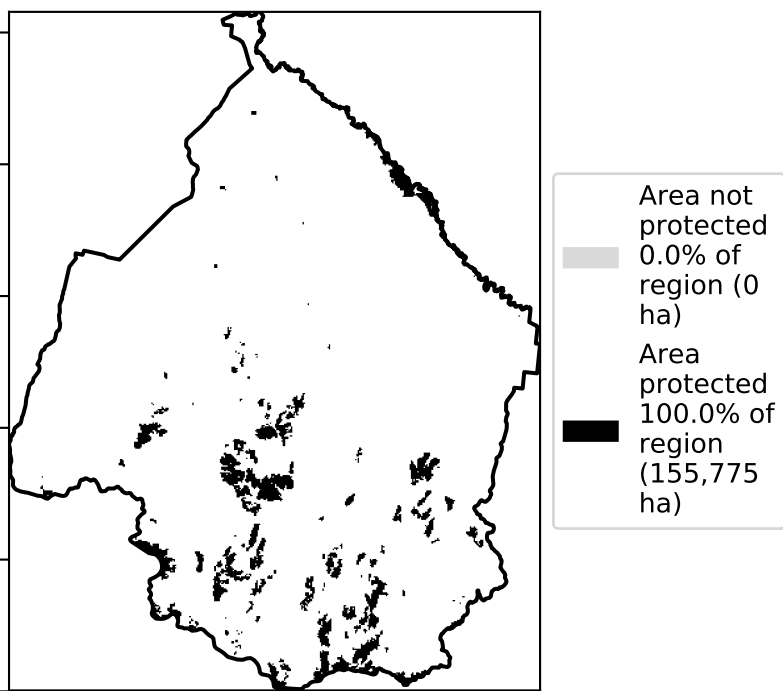 Area not
protected
0.0% of
region (0
ha)
Area
protected
100.0% of
region
(155,775
ha)